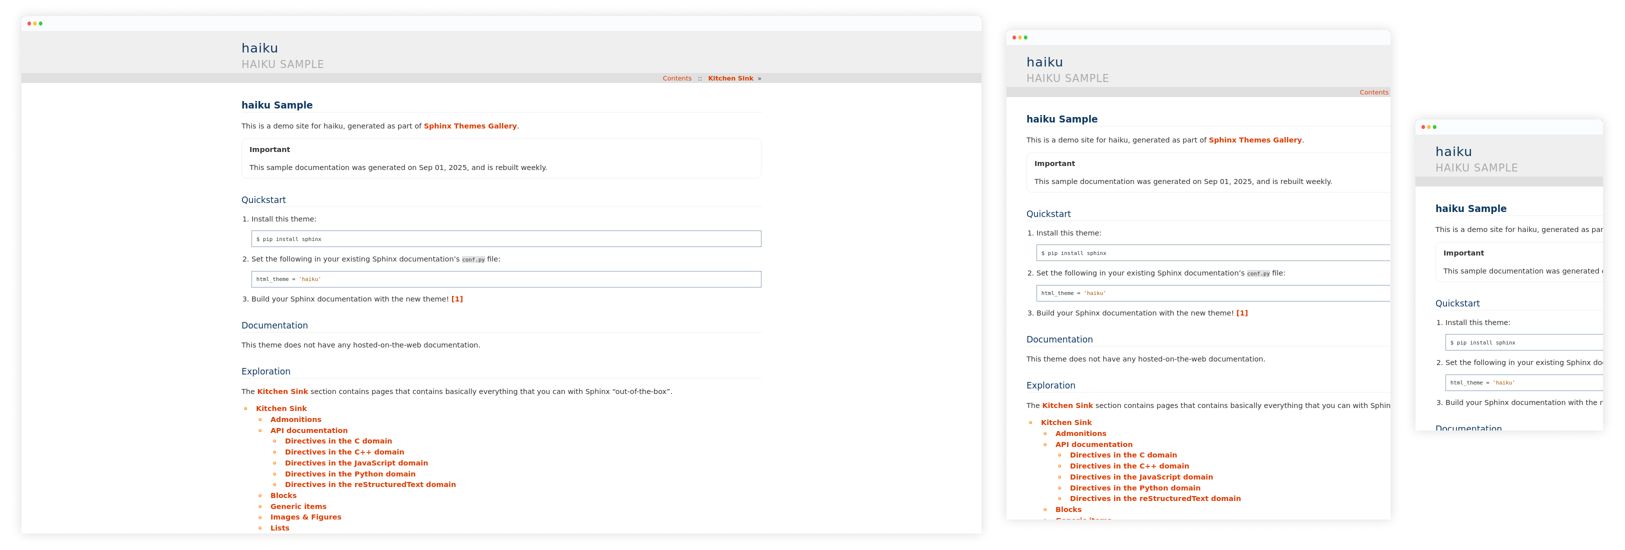 haiku
HAIKU SAMPLE
Contents :: Kitchen Sink »
haiku Sample
This is a demo site for haiku, generated as part of Sphinx Themes Gallery.
Important
This sample documentation was generated on Sep 01, 2025, and is rebuilt weekly.
Quickstart
1. Install this theme:
$ pip install sphinx
2. Set the following in your existing Sphinx documentation’s conf.py file:
html_theme = 'haiku'
3. Build your Sphinx documentation with the new theme! [1]
Documentation
This theme does not have any hosted-on-the-web documentation.
Exploration
The Kitchen Sink section contains pages that contains basically everything that you can with Sphinx “out-of-the-box”.
Kitchen Sink
Admonitions
API documentation
Directives in the C domain
Directives in the C++ domain
Directives in the JavaScript domain
Directives in the Python domain
Directives in the reStructuredText domain
Blocks
Generic items
Images & Figures
Lists
haiku
HAIKU SAMPLE
Contents
haiku Sample
This is a demo site for haiku, generated as part of Sphinx Themes Gallery.
Important
This sample documentation was generated on Sep 01, 2025, and is rebuilt weekly.
Quickstart
1. Install this theme:
$ pip install sphinx
2. Set the following in your existing Sphinx documentation’s conf.py file:
html_theme = 'haiku'
3. Build your Sphinx documentation with the new theme! [1]
Documentation
This theme does not have any hosted-on-the-web documentation.
Exploration
The Kitchen Sink section contains pages that contains basically everything that you can with Sphin
Kitchen Sink
Admonitions
API documentation
Directives in the C domain
Directives in the C++ domain
Directives in the JavaScript domain
Directives in the Python domain
Directives in the reStructuredText domain
Blocks
Generic items
haiku
HAIKU SAMPLE
haiku Sample
This is a demo site for haiku, generated as par
Important
This sample documentation was generated
Quickstart
1. Install this theme:
$ pip install sphinx
2. Set the following in your existing Sphinx do
html_theme = 'haiku'
3. Build your Sphinx documentation with the
Documentation